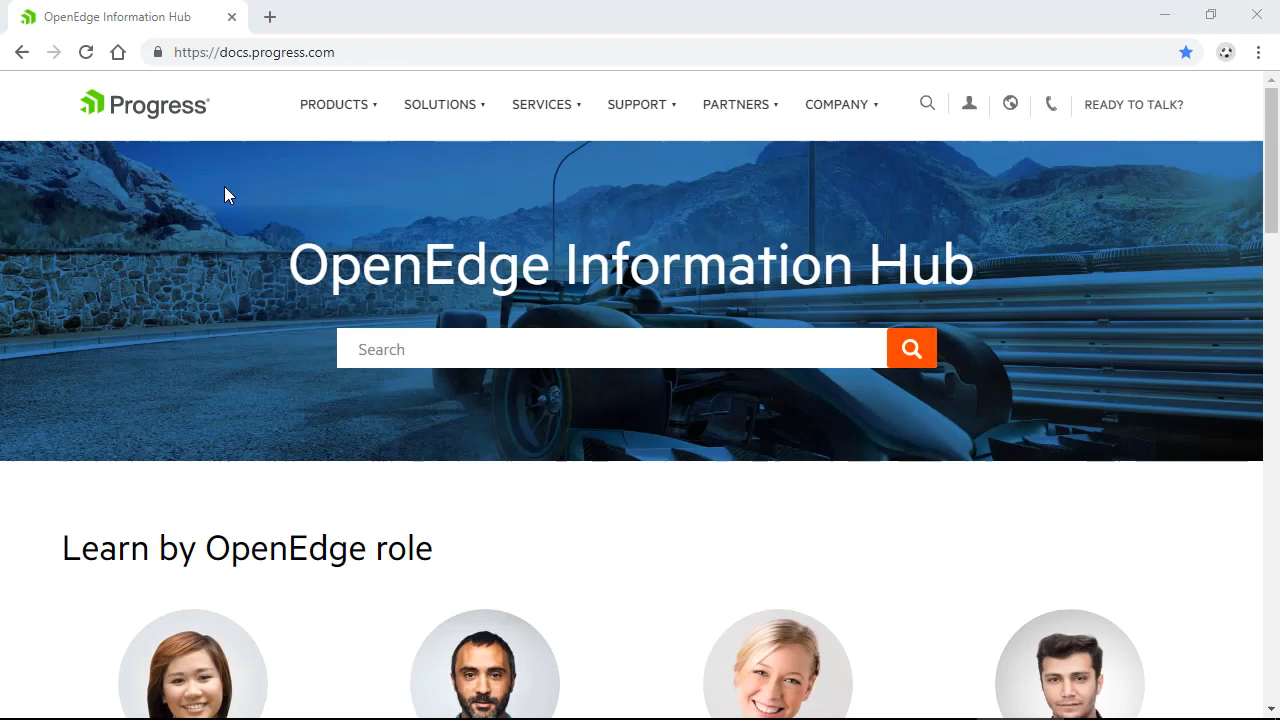 OpenEdge Information Hub
https://docs.progress.com
Progress
PRODUCTS
SOLUTIONS
SERVICES
SUPPORT
PARTNERS
COMPANY
READY TO TALK?
OpenEdge Information Hub
Search
Learn by OpenEdge role